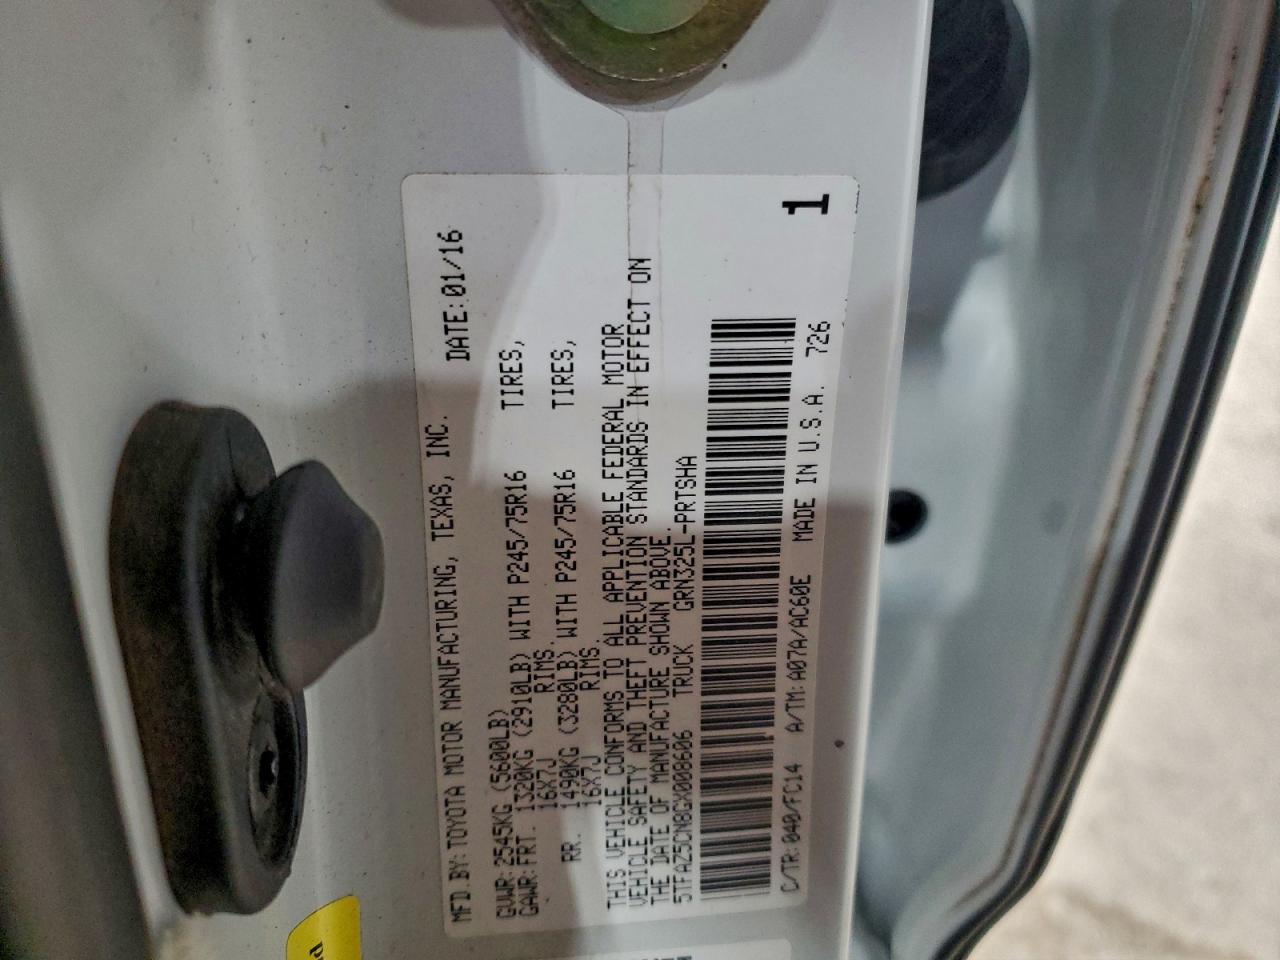 MFD.BY:TOYOTA MOTOR MANUFACTURING, TEXAS, INC. DATE:01/16
GVWR:2545KG (5600LB)
GAWR:FRT. 1320KG (2910LB) WITH P245/75R16 TIRES,
16X7J RIMS.
RR. 1490KG (3280LB) WITH P245/75R16 TIRES,
16X7J RIMS.
THIS VEHICLE CONFORMS TO ALL APPLICABLE FEDERAL MOTOR
VEHICLE SAFETY AND THEFT PREVENTION STANDARDS IN EFFECT ON
THE DATE OF MANUFACTURE SHOWN ABOVE.
5TFAZ5CN8GX008606 TRUCK GRN325L-PRTSHA
C/TR:040/FC14 A/TM:A07A/AC60E MADE IN U.S.A. 726
1